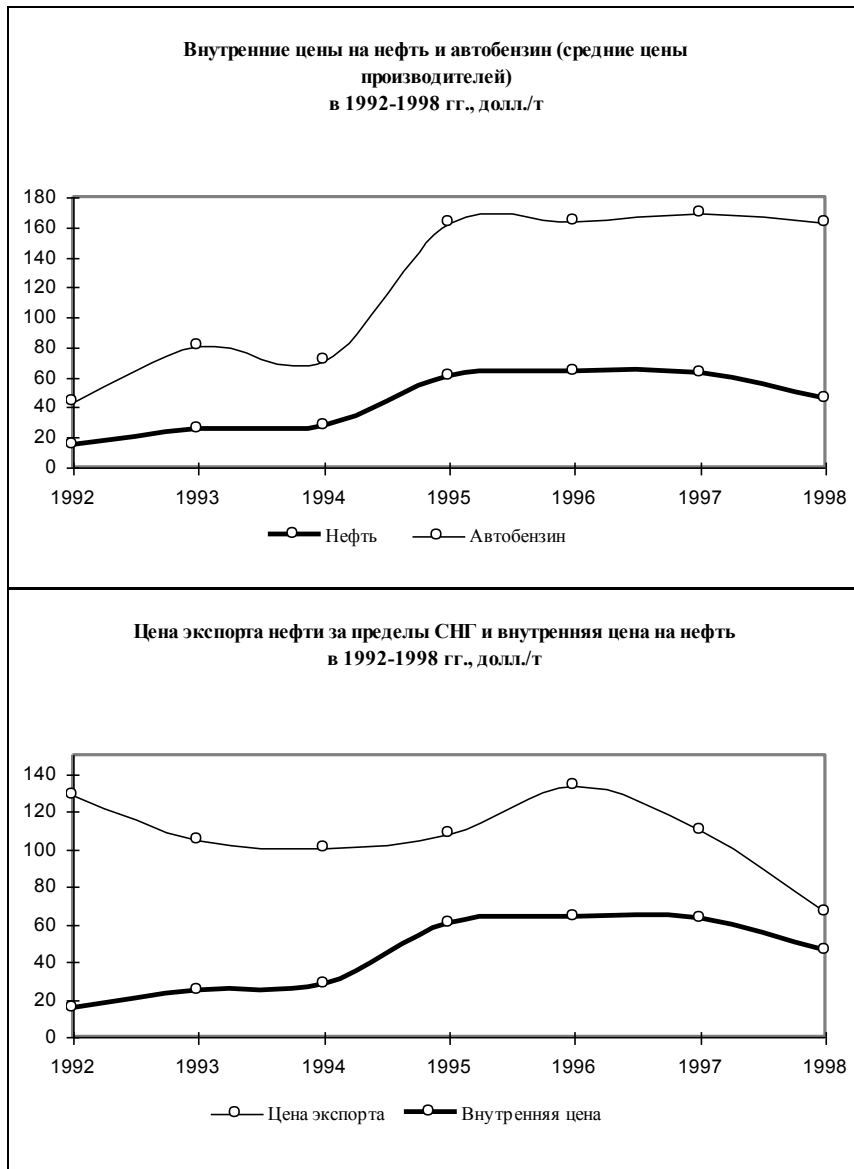 Внутренние цены на нефть и автобензин (средние цены
производителей)
в 1992-1998 гг., долл./т
180
160
140
120
100
80
60
40
20
0
1992 1993 1994 1995 1996 1997 1998
Нефть Автобензин
Цена экспорта нефти за пределы СНГ и внутренняя цена на нефть
в 1992-1998 гг., долл./т
140
120
100
80
60
40
20
0
1992 1993 1994 1995 1996 1997 1998
Цена экспорта Внутренняя цена